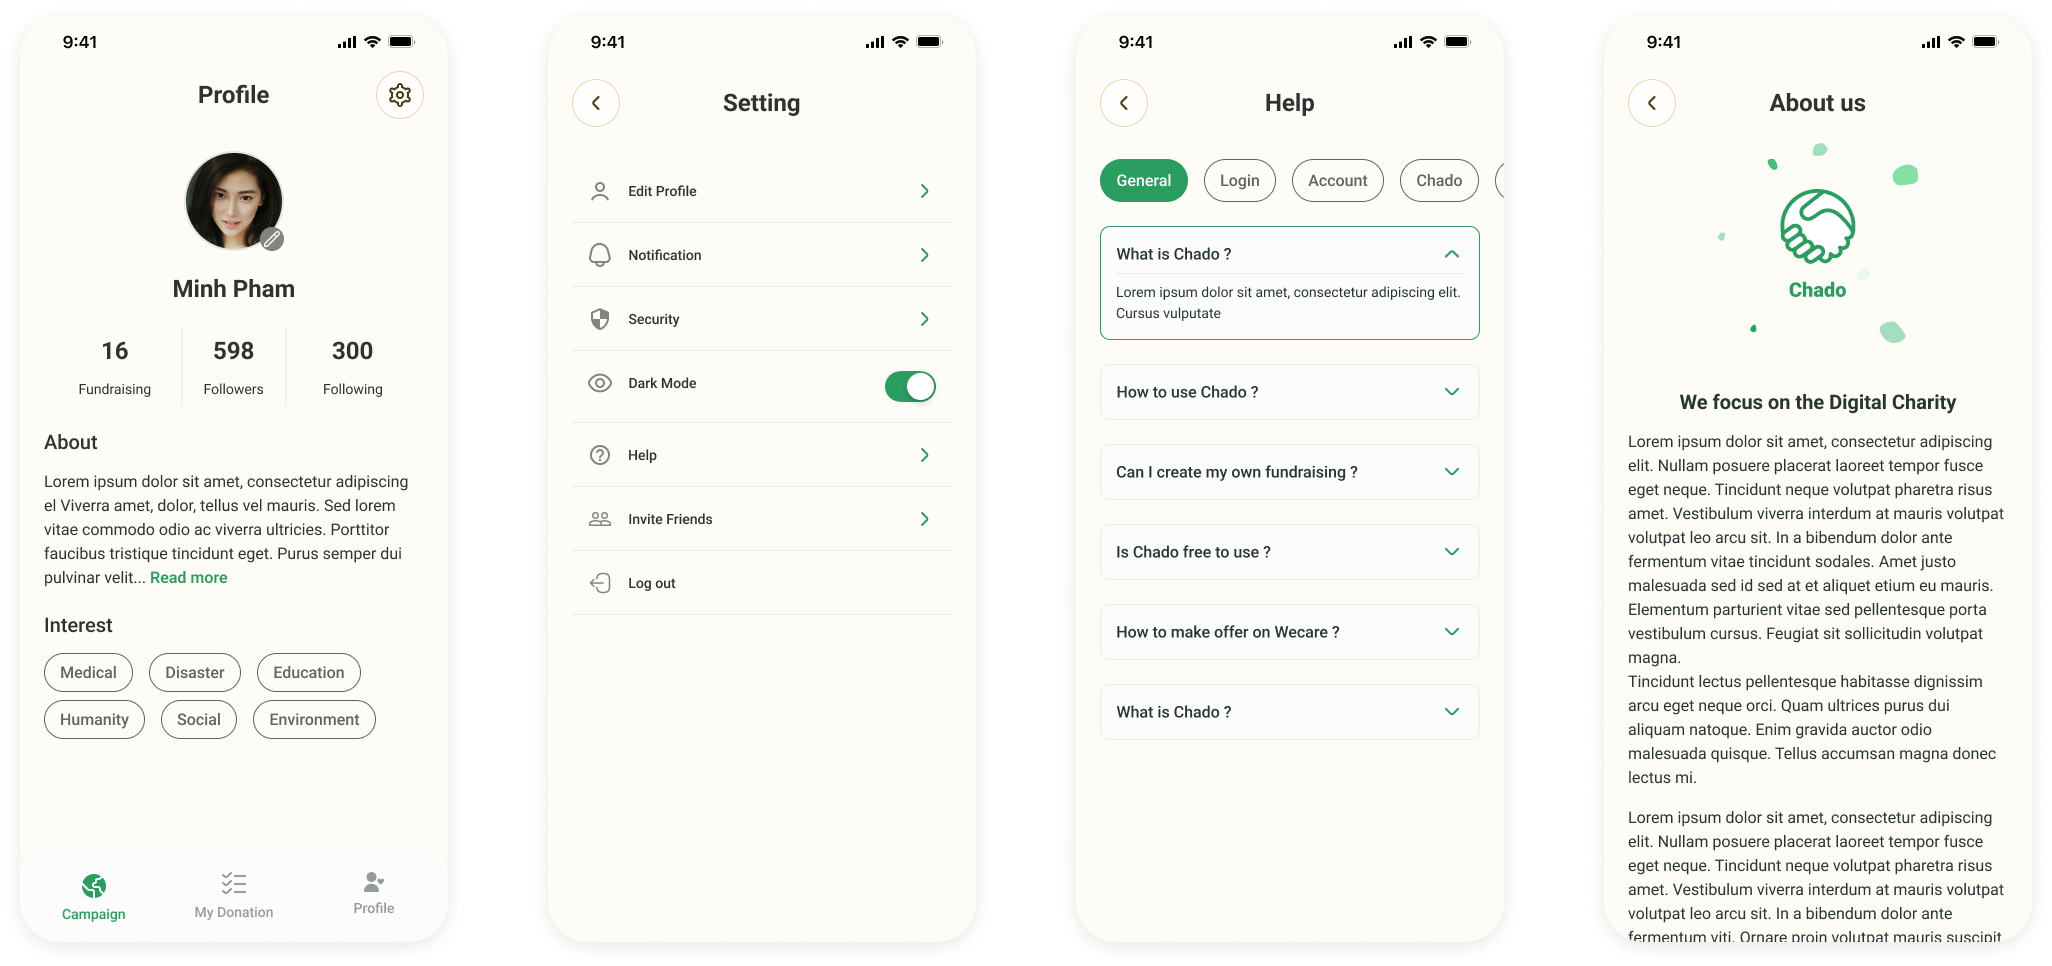 9:41
Profile
Minh Pham
16
Fundraising
598
Followers
300
Following
About
Lorem ipsum dolor sit amet, consectetur adipiscing
el Viverra amet, dolor, tellus vel mauris. Sed lorem
vitae commodo odio ac viverra ultricies. Porttitor
faucibus tristique tincidunt eget. Purus semper dui
pulvinar velit... Read more
Interest
Medical
Disaster
Education
Humanity
Social
Environment
Campaign
My Donation
Profile
9:41
Setting
Edit Profile
Notification
Security
Dark Mode
Help
Invite Friends
Log out
9:41
Help
General
Login
Account
Chado
What is Chado ?
Lorem ipsum dolor sit amet, consectetur adipiscing elit.
Cursus vulputate
How to use Chado ?
Can I create my own fundraising ?
Is Chado free to use ?
How to make offer on Wecare ?
What is Chado ?
9:41
About us
Chado
We focus on the Digital Charity
Lorem ipsum dolor sit amet, consectetur adipiscing
elit. Nullam posuere placerat laoreet tempor fusce
eget neque. Tincidunt neque volutpat pharetra risus
amet. Vestibulum viverra interdum at mauris volutpat
volutpat leo arcu sit. In a bibendum dolor ante
fermentum vitae tincidunt sodales. Amet justo
malesuada sed id sed at et aliquet etium eu mauris.
Elementum parturient vitae sed pellentesque porta
vestibulum cursus. Feugiat sit sollicitudin volutpat
magna.
Tincidunt lectus pellentesque habitasse dignissim
arcu eget neque orci. Quam ultrices purus dui
aliquam natoque. Enim gravida auctor odio
malesuada quisque. Tellus accumsan magna donec
lectus mi.
Lorem ipsum dolor sit amet, consectetur adipiscing
elit. Nullam posuere placerat laoreet tempor fusce
eget neque. Tincidunt neque volutpat pharetra risus
amet. Vestibulum viverra interdum at mauris volutpat
volutpat leo arcu sit. In a bibendum dolor ante
fermentum viti. Ornare proin volutpat mauris suscipit